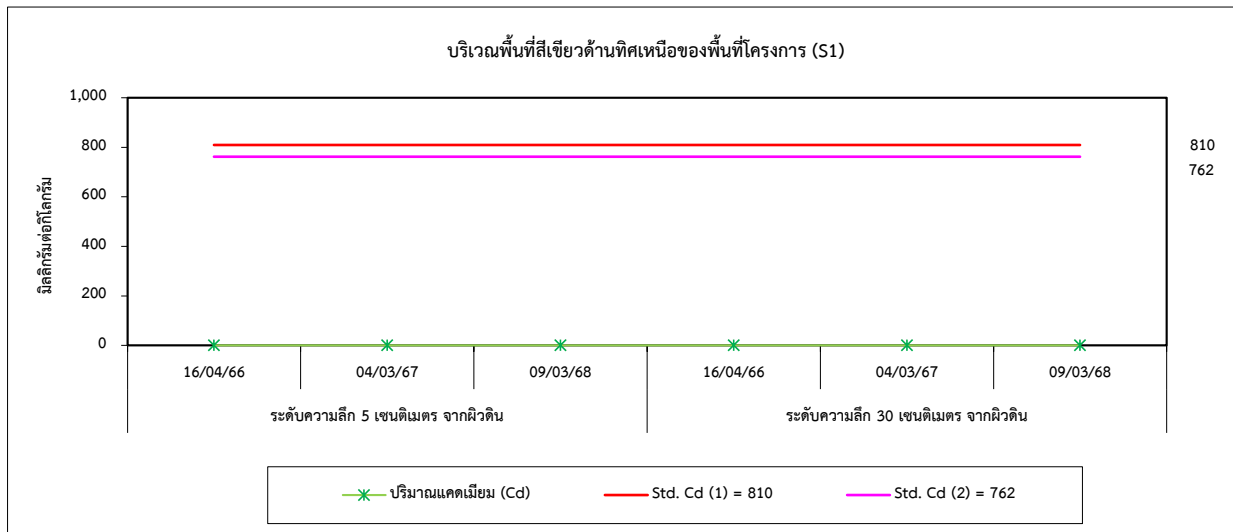 บริเวณพื้นที่สีเขียวด้านทิศเหนือของพื้นที่โครงการ (S1)
มิลลิกรัมต่อกิโลกรัม
1,000
800
600
400
200
0
810
762
16/04/66 04/03/67 09/03/68 16/04/66 04/03/67 09/03/68
ระดับความลึก 5 เซนติเมตร จากผิวดิน ระดับความลึก 30 เซนติเมตร จากผิวดิน
ปริมาณแคดเมียม (Cd) Std. Cd (1) = 810 Std. Cd (2) = 762